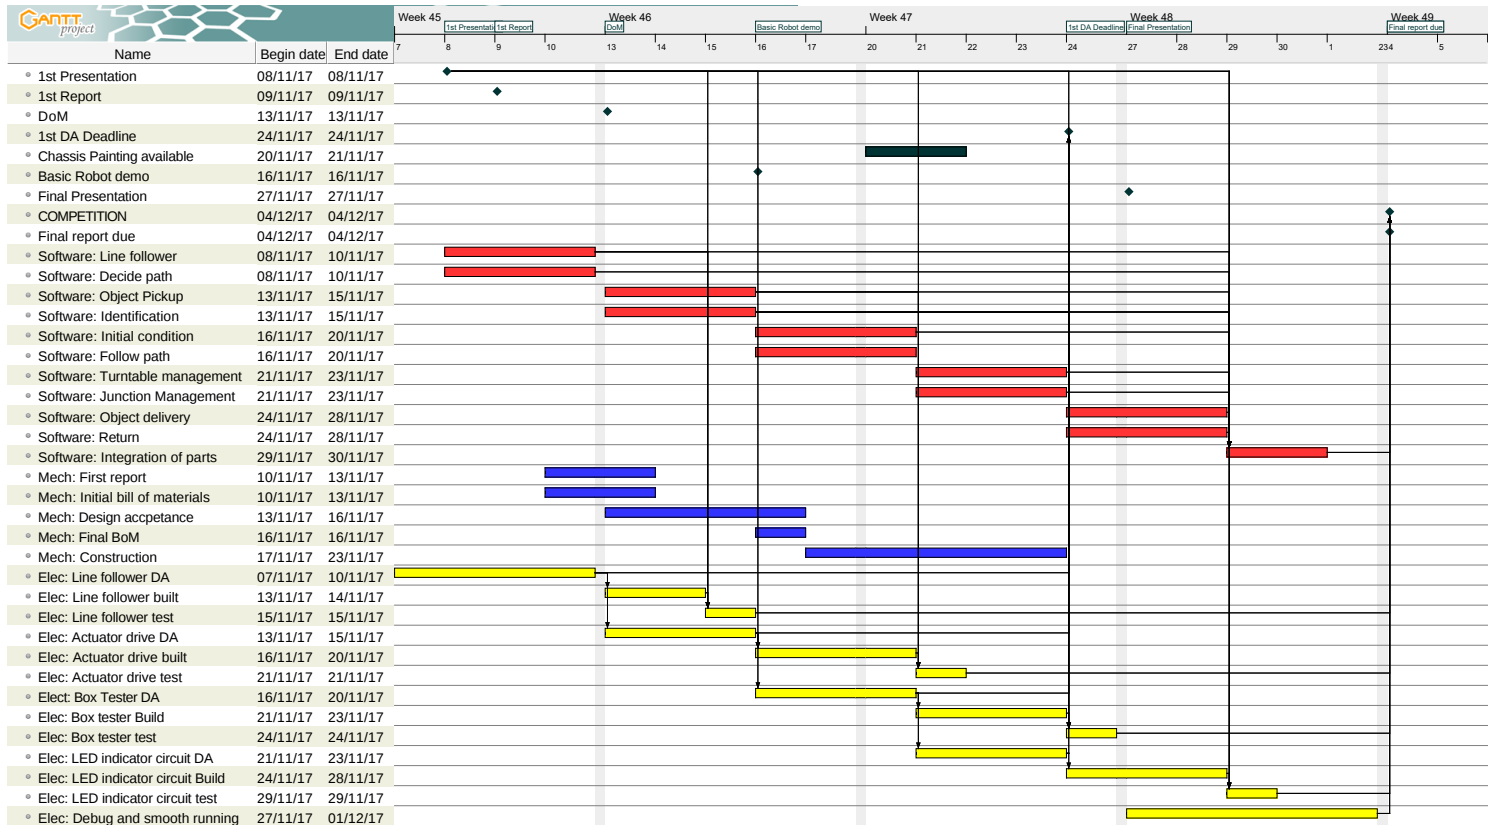 GANTT
project
Week 45
Week 46
Week 47
Week 48
Week 49
1st Presentati
1st Report
DoM
Basic Robot demo
1st DA Deadline
Final Presentation
Final report due
Name Begin date End date
7 8 9 10 13 14 15 16 17 20 21 22 23 24 27 28 29 30 1 234 5
1st Presentation 08/11/17 08/11/17
1st Report 09/11/17 09/11/17
DoM 13/11/17 13/11/17
1st DA Deadline 24/11/17 24/11/17
Chassis Painting available 20/11/17 21/11/17
Basic Robot demo 16/11/17 16/11/17
Final Presentation 27/11/17 27/11/17
COMPETITION 04/12/17 04/12/17
Final report due 04/12/17 04/12/17
Software: Line follower 08/11/17 10/11/17
Software: Decide path 08/11/17 10/11/17
Software: Object Pickup 13/11/17 15/11/17
Software: Identification 13/11/17 15/11/17
Software: Initial condition 16/11/17 20/11/17
Software: Follow path 16/11/17 20/11/17
Software: Turntable management 21/11/17 23/11/17
Software: Junction Management 21/11/17 23/11/17
Software: Object delivery 24/11/17 28/11/17
Software: Return 24/11/17 28/11/17
Software: Integration of parts 29/11/17 30/11/17
Mech: First report 10/11/17 13/11/17
Mech: Initial bill of materials 10/11/17 13/11/17
Mech: Design accpetance 13/11/17 16/11/17
Mech: Final BoM 16/11/17 16/11/17
Mech: Construction 17/11/17 23/11/17
Elec: Line follower DA 07/11/17 10/11/17
Elec: Line follower built 13/11/17 14/11/17
Elec: Line follower test 15/11/17 15/11/17
Elec: Actuator drive DA 13/11/17 15/11/17
Elec: Actuator drive built 16/11/17 20/11/17
Elec: Actuator drive test 21/11/17 21/11/17
Elect: Box Tester DA 16/11/17 20/11/17
Elec: Box tester Build 21/11/17 23/11/17
Elec: Box tester test 24/11/17 24/11/17
Elec: LED indicator circuit DA 21/11/17 23/11/17
Elec: LED indicator circuit Build 24/11/17 28/11/17
Elec: LED indicator circuit test 29/11/17 29/11/17
Elec: Debug and smooth running 27/11/17 01/12/17